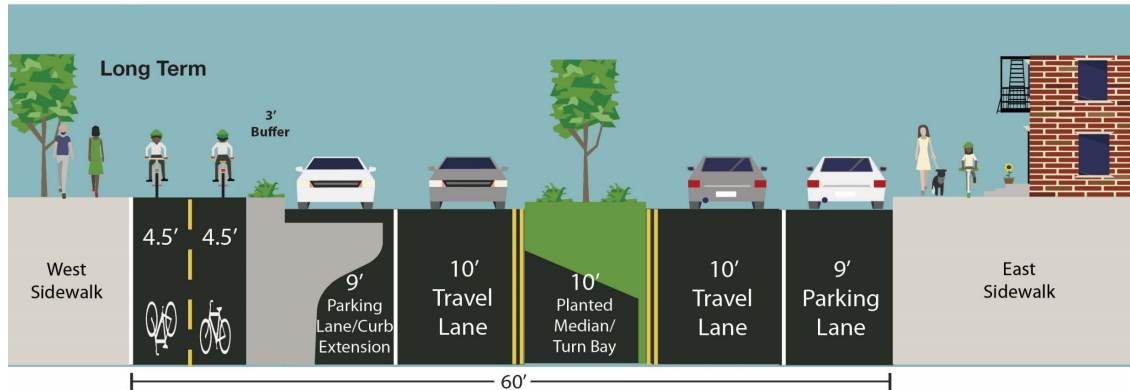 Long Term
3’
Buffer
West
Sidewalk
4.5’
4.5’
9’
Parking
Lane/Curb
Extension
10’
Travel
Lane
10’
Planted
Median/
Turn Bay
10’
Travel
Lane
9’
Parking
Lane
East
Sidewalk
60’